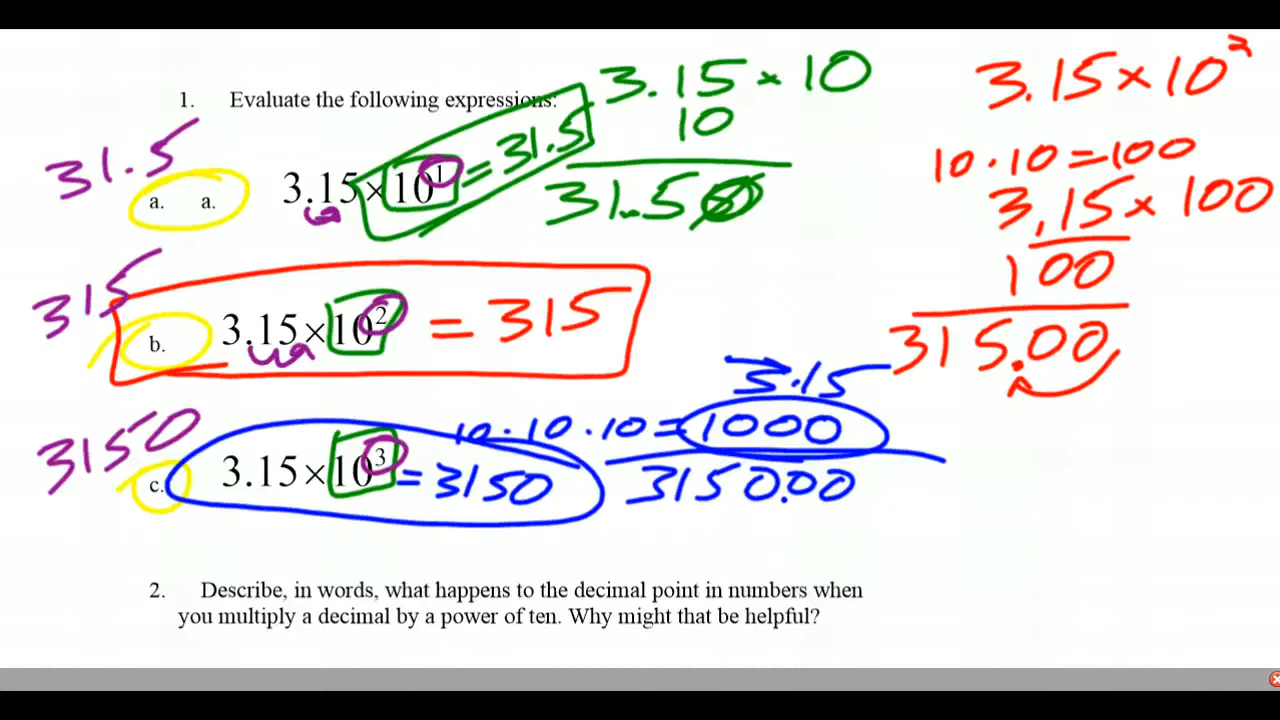 3.15 × 10
3.15 × 10²
1. Evaluate the following expressions:
10
10 · 10 = 100
31.5
a. a. 3.15 × 10¹ = 31.5
31.50
3.15 × 100
100
315
b. 3.15 × 10² = 315
315.00
3.15
10 · 10 · 10 = 1000
3150
c. 3.15 × 10³ = 3150
3150.00
2. Describe, in words, what happens to the decimal point in numbers when
you multiply a decimal by a power of ten. Why might that be helpful?